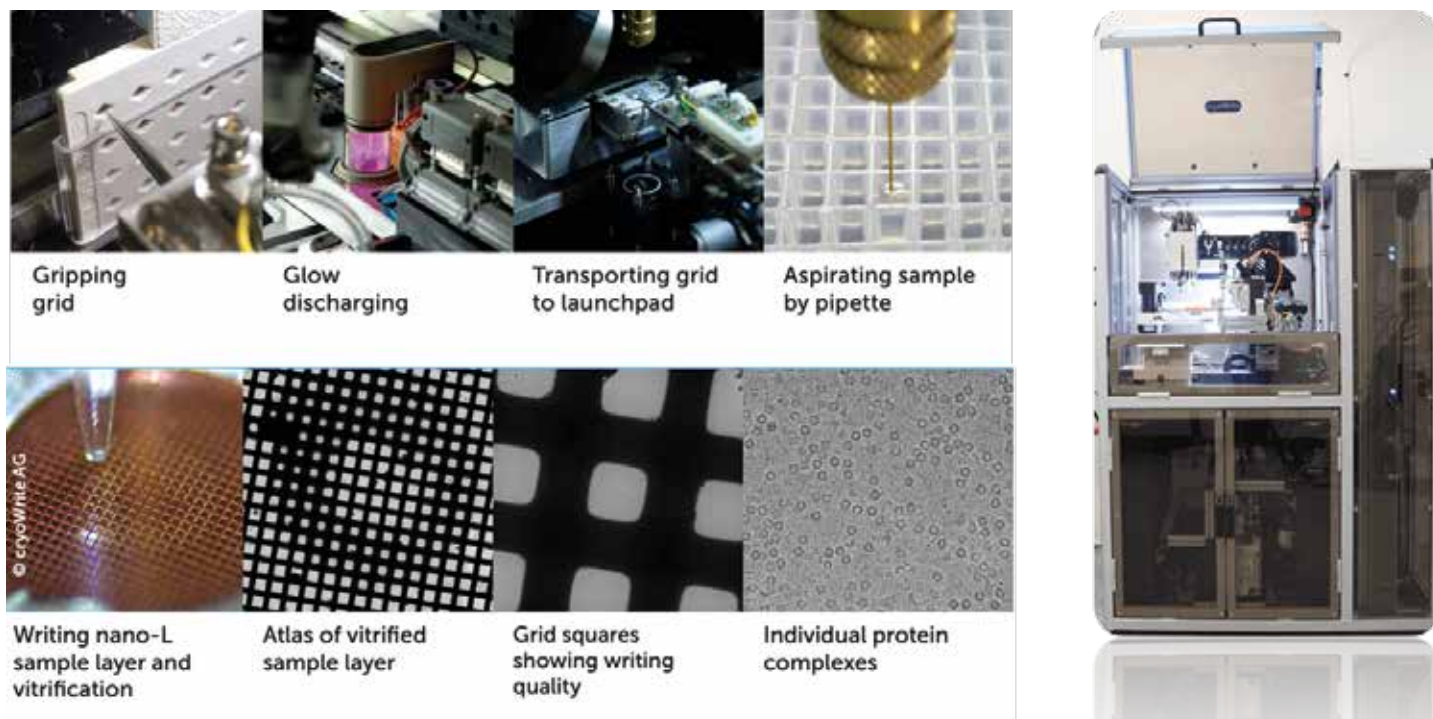 Gripping
grid
Glow
discharging
Transporting grid
to launchpad
Aspirating sample
by pipette
© cryoWrite AG
Writing nano-L
sample layer and
vitrification
Atlas of vitrified
sample layer
Grid squares
showing writing
quality
Individual protein
complexes